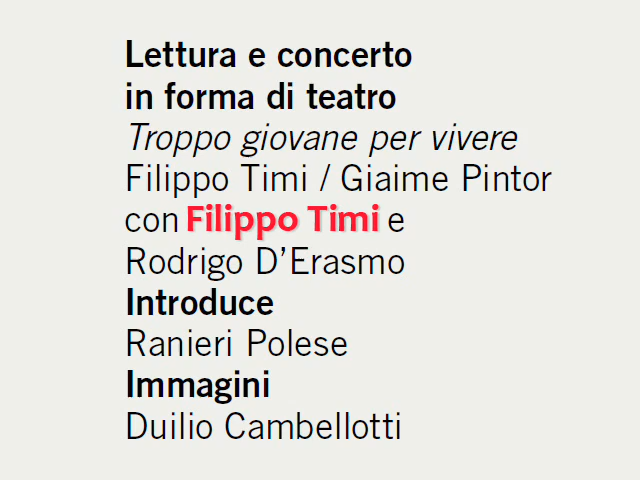 Lettura e concerto
in forma di teatro
Troppo giovane per vivere
Filippo Timi / Giaime Pintor
con Filippo Timi e
Rodrigo D’Erasmo
Introduce
Ranieri Polese
Immagini
Duilio Cambellotti